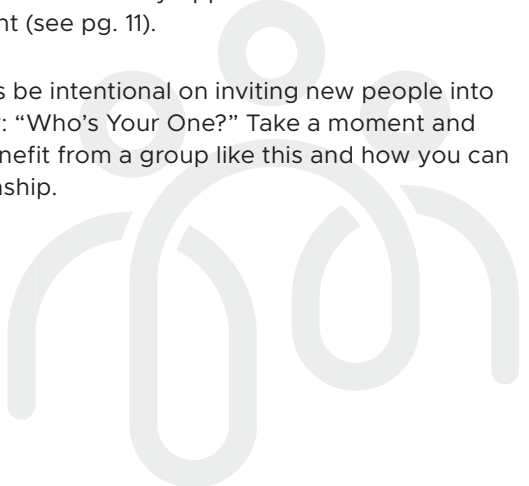 nt (see pg. 11).
s be intentional on inviting new people into
: “Who’s Your One?” Take a moment and
nefit from a group like this and how you can
nship.